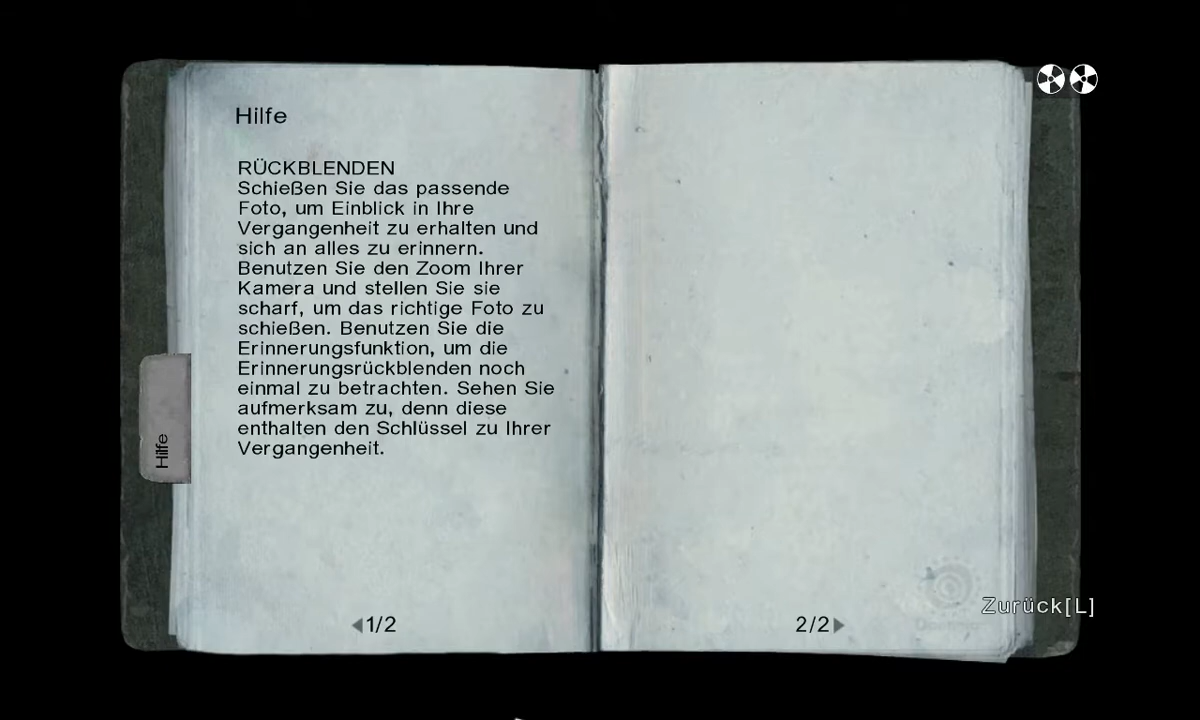 Hilfe
RÜCKBLENDEN
Schießen Sie das passende
Foto, um Einblick in Ihre
Vergangenheit zu erhalten und
sich an alles zu erinnern.
Benutzen Sie den Zoom Ihrer
Kamera und stellen Sie sie
scharf, um das richtige Foto zu
schießen. Benutzen Sie die
Erinnerungsfunktion, um die
Erinnerungsrückblenden noch
einmal zu betrachten. Sehen Sie
aufmerksam zu, denn diese
enthalten den Schlüssel zu Ihrer
Vergangenheit.
Hilfe
1/2
2/2
Zurück[L]